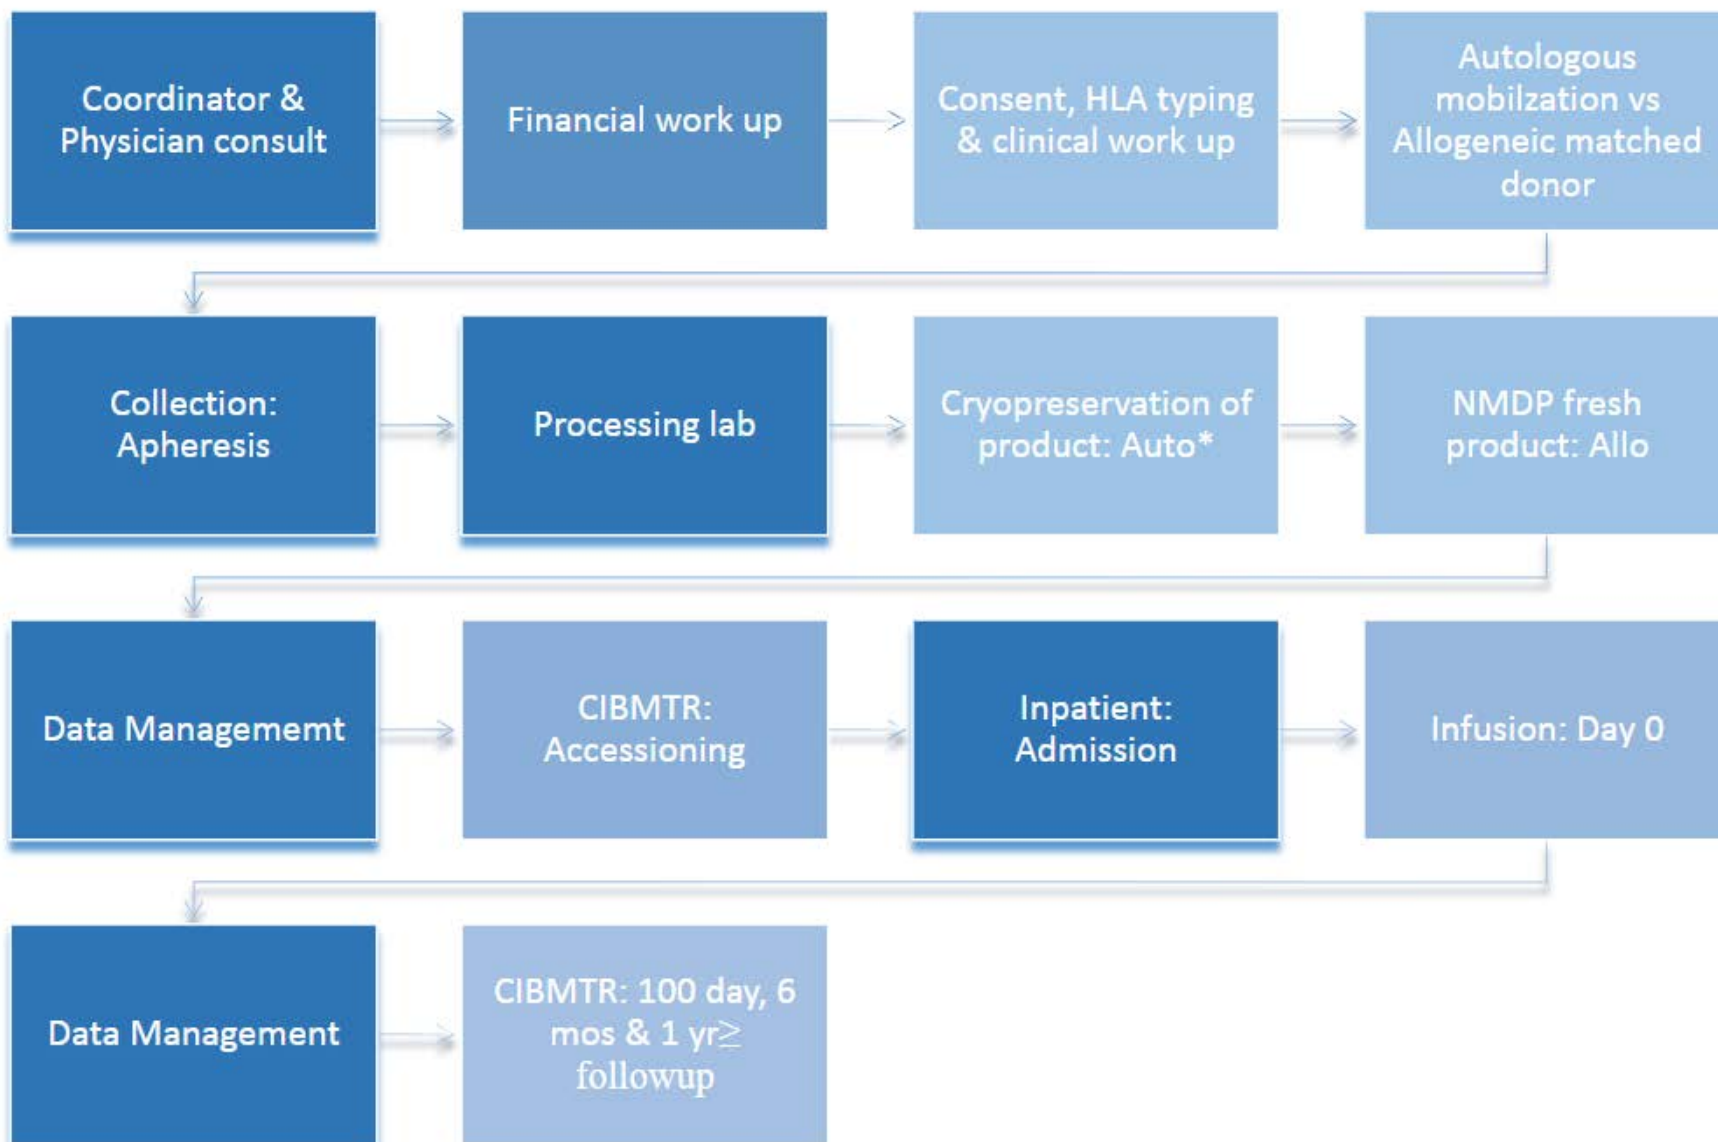 Coordinator &
Physician consult
Financial work up
Consent, HLA typing
& clinical work up
Autologous
mobilzation vs
Allogeneic matched
donor
Collection:
Apheresis
Processing lab
Cryopreservation of
product: Auto*
NMDP fresh
product: Allo
Data Managememt
CIBMTR:
Accessioning
Inpatient:
Admission
Infusion: Day 0
Data Management
CIBMTR: 100 day, 6
mos & 1 yr≥
followup